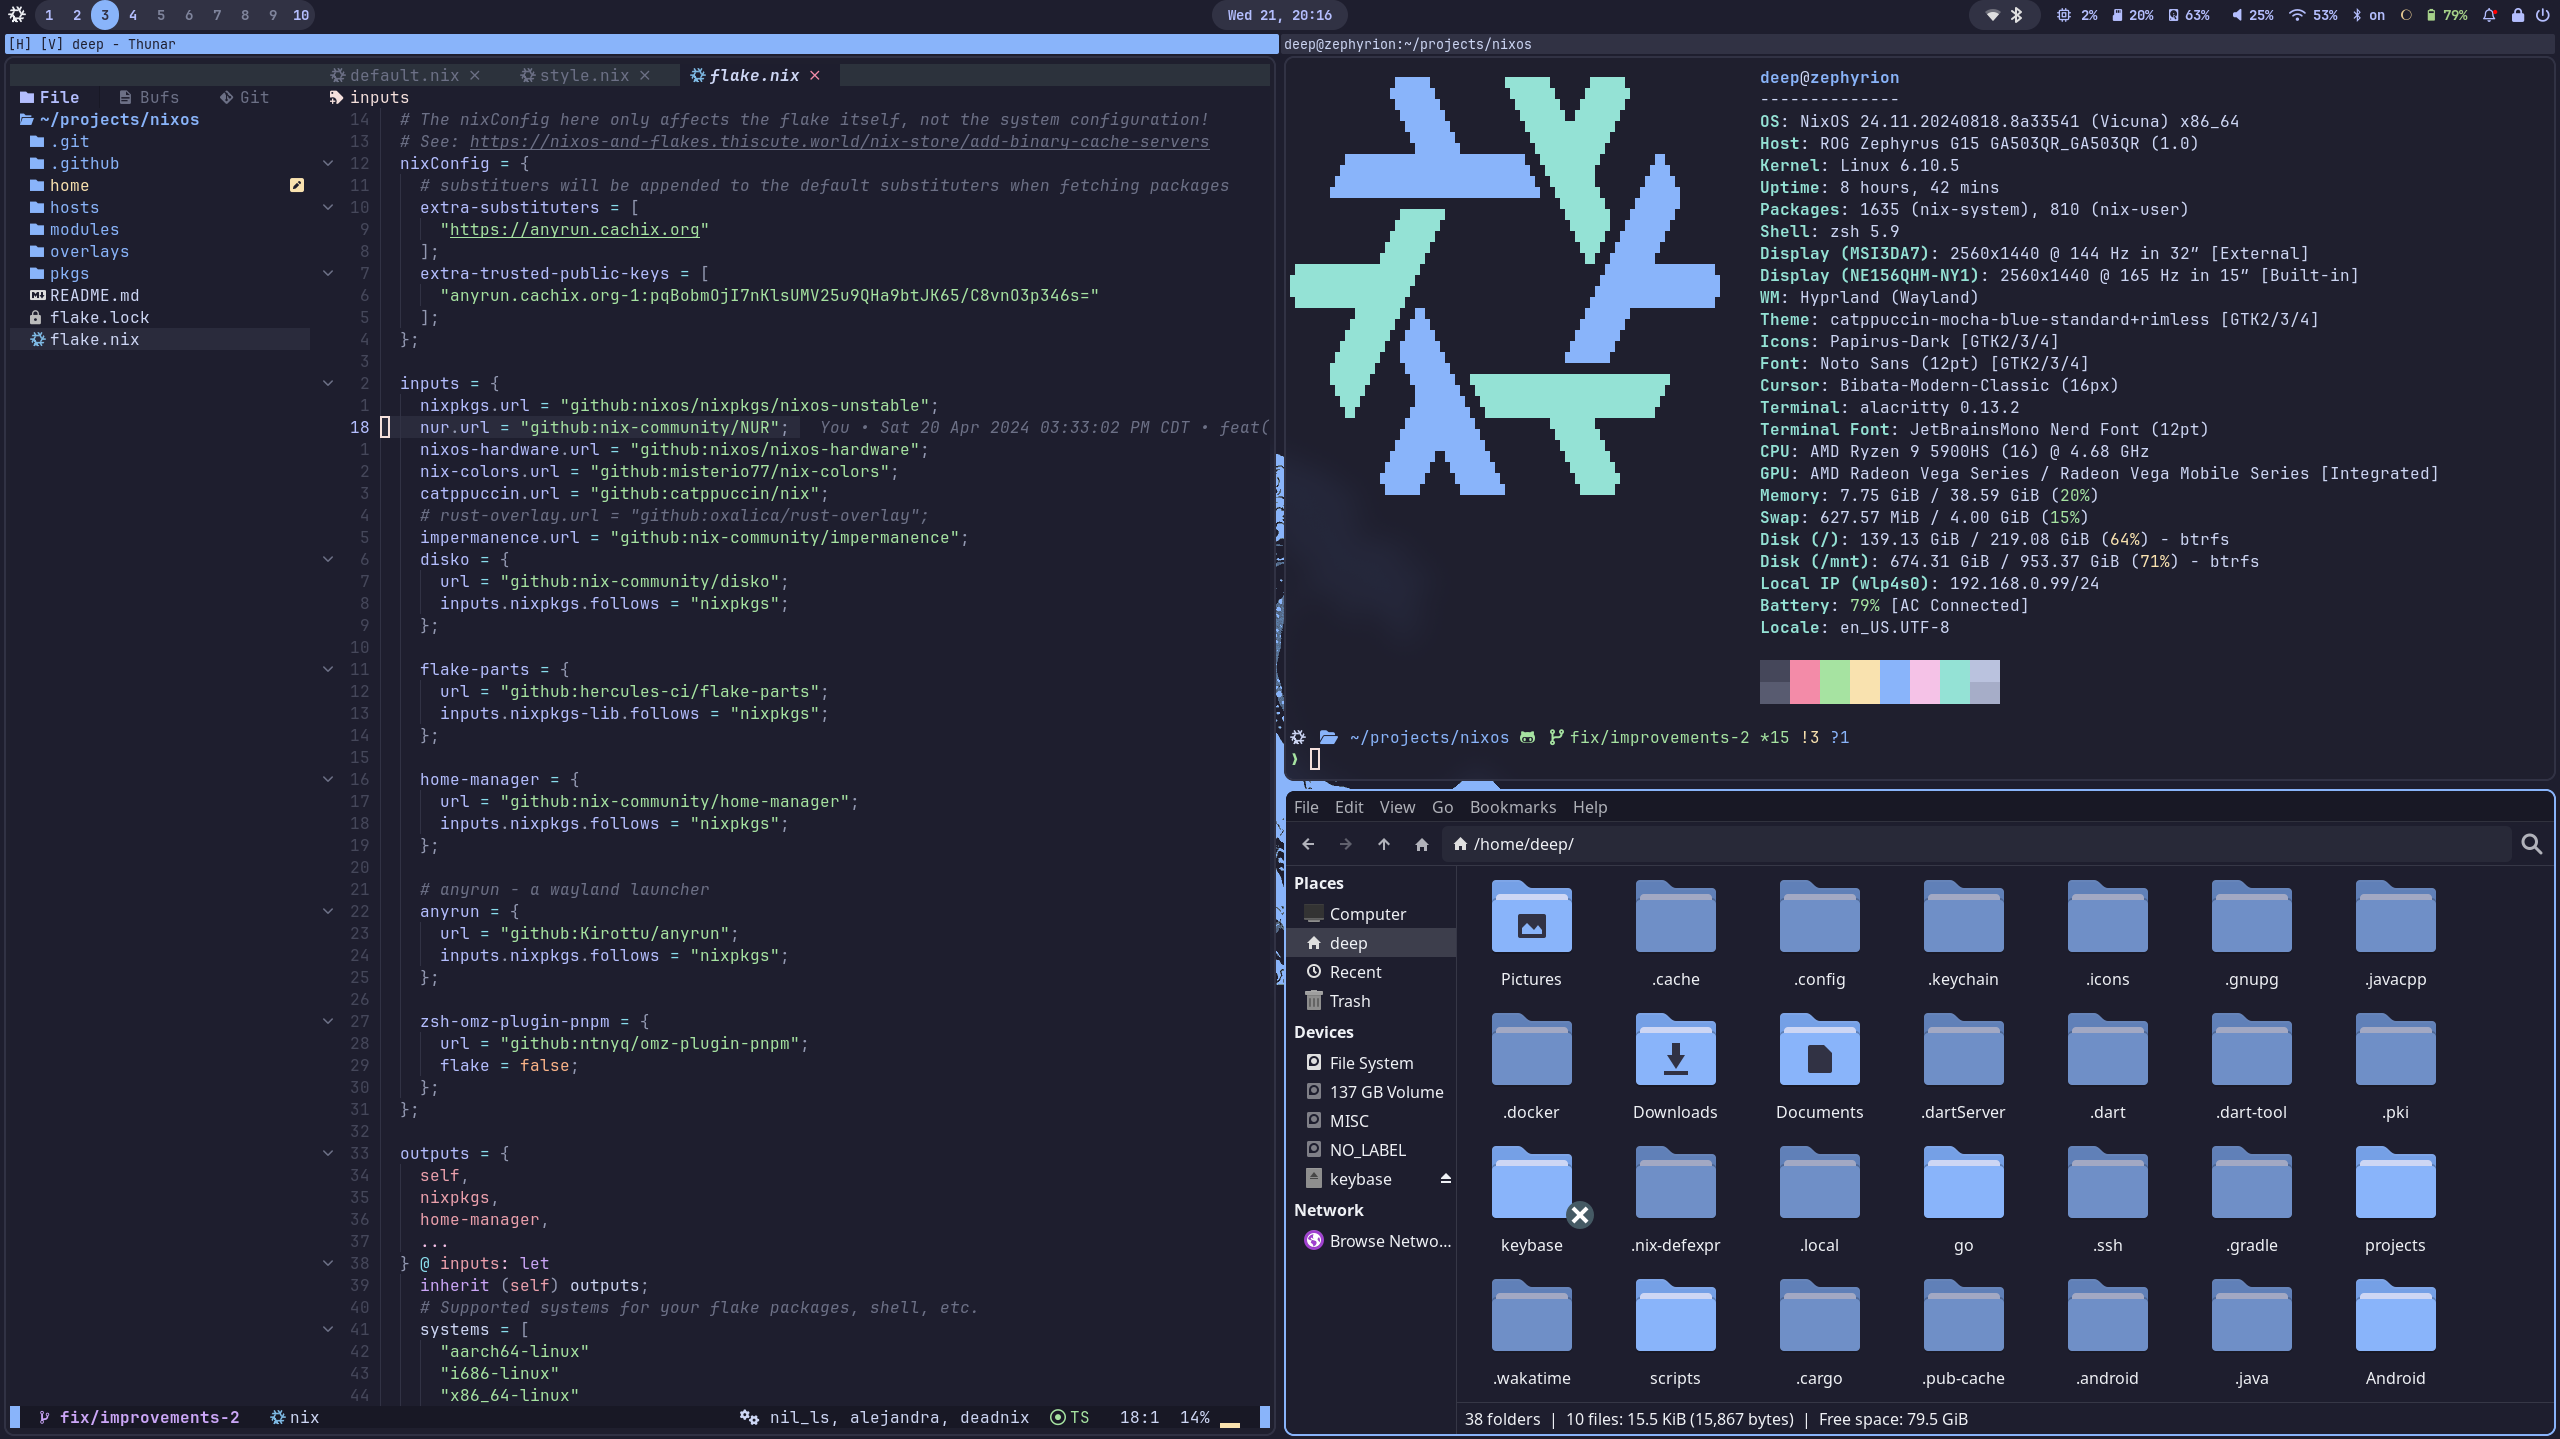 1 2 3 4 5 6 7 8 9 10
Wed 21, 20:16
2% 20% 63% 25% 53% on 79%
[H] [V] deep - Thunar
default.nix × style.nix × flake.nix ×
File Bufs Git
~/projects/nixos
.git
.github
home
hosts
modules
overlays
pkgs
README.md
flake.lock
flake.nix
inputs
14 # The nixConfig here only affects the flake itself, not the system configuration!
13 # See: https://nixos-and-flakes.thiscute.world/nix-store/add-binary-cache-servers
12 nixConfig = {
11 # substituers will be appended to the default substituters when fetching packages
10 extra-substituters = [
9 "https://anyrun.cachix.org"
8 ];
7 extra-trusted-public-keys = [
6 "anyrun.cachix.org-1:pqBobmOjI7nKlsUMV25u9QHa9btJK65/C8vnO3p346s="
5 ];
4 };
3
2 inputs = {
1 nixpkgs.url = "github:nixos/nixpkgs/nixos-unstable";
18 nur.url = "github:nix-community/NUR"; You • Sat 20 Apr 2024 03:33:02 PM CDT • feat(
1 nixos-hardware.url = "github:nixos/nixos-hardware";
2 nix-colors.url = "github:misterio77/nix-colors";
3 catppuccin.url = "github:catppuccin/nix";
4 # rust-overlay.url = "github:oxalica/rust-overlay";
5 impermanence.url = "github:nix-community/impermanence";
6 disko = {
7 url = "github:nix-community/disko";
8 inputs.nixpkgs.follows = "nixpkgs";
9 };
10
11 flake-parts = {
12 url = "github:hercules-ci/flake-parts";
13 inputs.nixpkgs-lib.follows = "nixpkgs";
14 };
15
16 home-manager = {
17 url = "github:nix-community/home-manager";
18 inputs.nixpkgs.follows = "nixpkgs";
19 };
20
21 # anyrun - a wayland launcher
22 anyrun = {
23 url = "github:Kirottu/anyrun";
24 inputs.nixpkgs.follows = "nixpkgs";
25 };
26
27 zsh-omz-plugin-pnpm = {
28 url = "github:ntnyq/omz-plugin-pnpm";
29 flake = false;
30 };
31 };
32
33 outputs = {
34 self,
35 nixpkgs,
36 home-manager,
37 ...
38 } @ inputs: let
39 inherit (self) outputs;
40 # Supported systems for your flake packages, shell, etc.
41 systems = [
42 "aarch64-linux"
43 "i686-linux"
44 "x86_64-linux"
fix/improvements-2 nix nil_ls, alejandra, deadnix TS 18:1 14%
deep@zephyrion:~/projects/nixos
deep@zephyrion
--------------
OS: NixOS 24.11.20240818.8a33541 (Vicuna) x86_64
Host: ROG Zephyrus G15 GA503QR_GA503QR (1.0)
Kernel: Linux 6.10.5
Uptime: 8 hours, 42 mins
Packages: 1635 (nix-system), 810 (nix-user)
Shell: zsh 5.9
Display (MSI3DA7): 2560x1440 @ 144 Hz in 32″ [External]
Display (NE156QHM-NY1): 2560x1440 @ 165 Hz in 15″ [Built-in]
WM: Hyprland (Wayland)
Theme: catppuccin-mocha-blue-standard+rimless [GTK2/3/4]
Icons: Papirus-Dark [GTK2/3/4]
Font: Noto Sans (12pt) [GTK2/3/4]
Cursor: Bibata-Modern-Classic (16px)
Terminal: alacritty 0.13.2
Terminal Font: JetBrainsMono Nerd Font (12pt)
CPU: AMD Ryzen 9 5900HS (16) @ 4.68 GHz
GPU: AMD Radeon Vega Series / Radeon Vega Mobile Series [Integrated]
Memory: 7.75 GiB / 38.59 GiB (20%)
Swap: 627.57 MiB / 4.00 GiB (15%)
Disk (/): 139.13 GiB / 219.08 GiB (64%) - btrfs
Disk (/mnt): 674.31 GiB / 953.37 GiB (71%) - btrfs
Local IP (wlp4s0): 192.168.0.99/24
Battery: 79% [AC Connected]
Locale: en_US.UTF-8
~/projects/nixos fix/improvements-2 *15 !3 ?1
❯
File Edit View Go Bookmarks Help
/home/deep/
Places
Computer
deep
Recent
Trash
Devices
File System
137 GB Volume
MISC
NO_LABEL
keybase
Network
Browse Netwo...
Pictures .cache .config .keychain .icons .gnupg .javacpp
.docker Downloads Documents .dartServer .dart .dart-tool .pki
keybase .nix-defexpr .local go .ssh .gradle projects
.wakatime scripts .cargo .pub-cache .android .java Android
38 folders | 10 files: 15.5 KiB (15,867 bytes) | Free space: 79.5 GiB